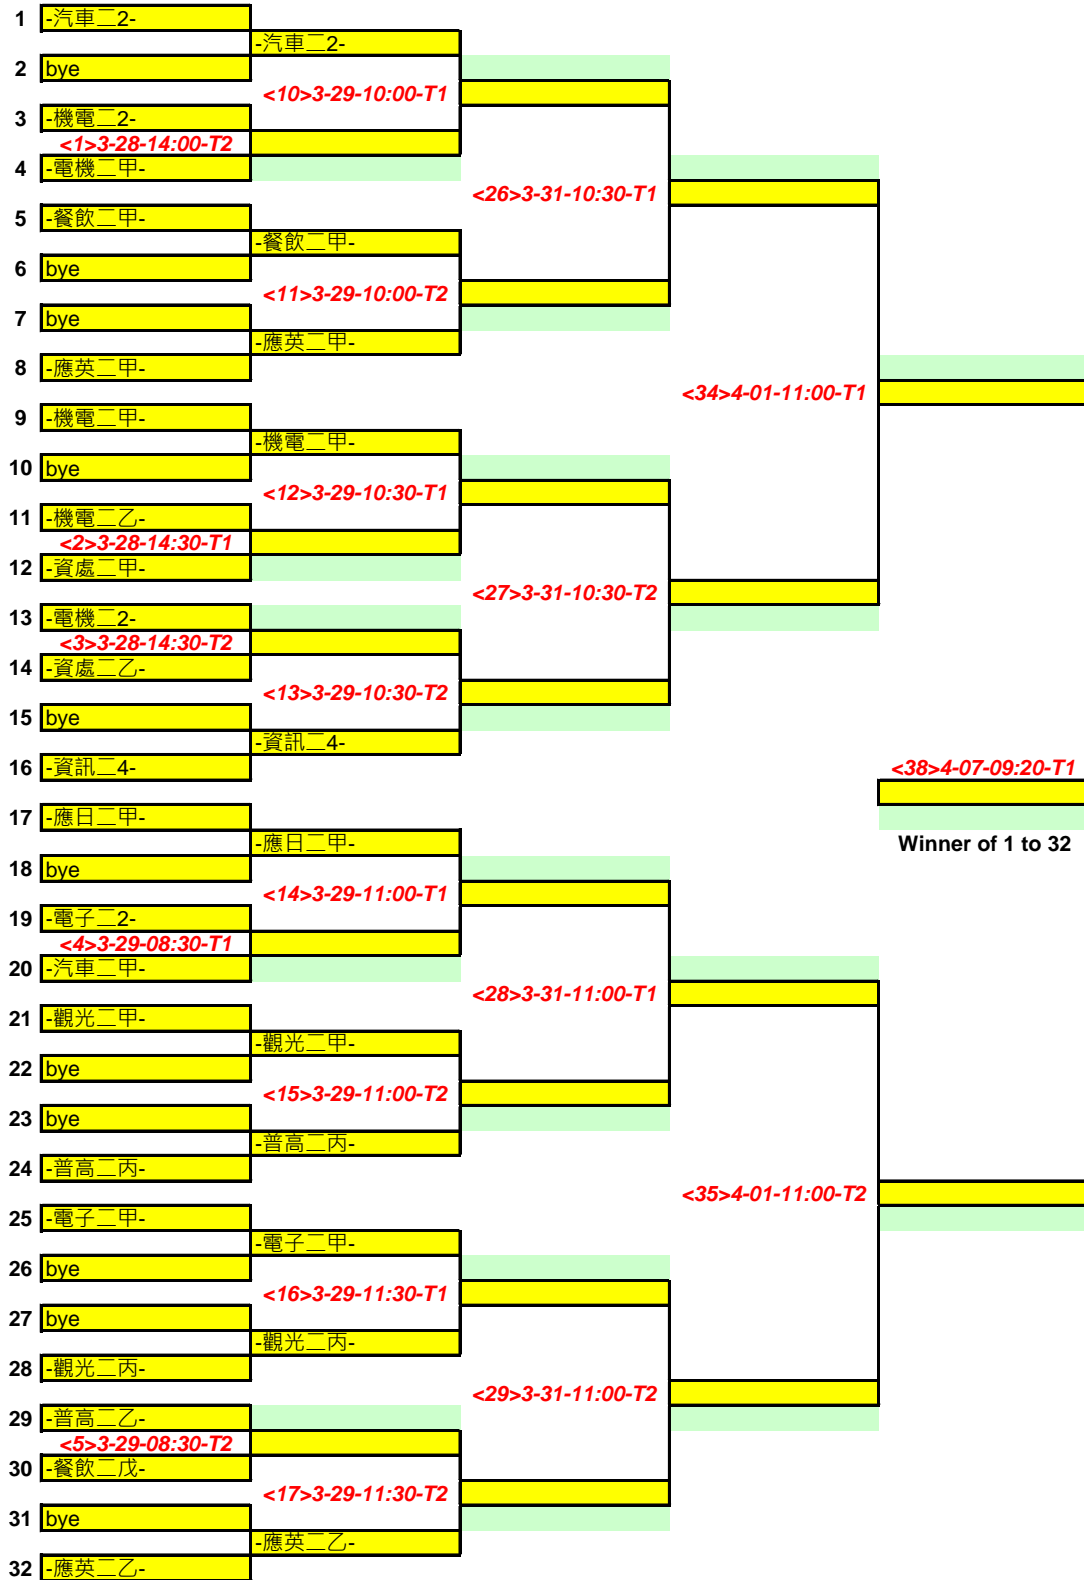 1 -汽車二2-
-汽車二2-
2 bye
<10>3-29-10:00-T1
3 -機電二2-
<1>3-28-14:00-T2
4 -電機二甲-
<26>3-31-10:30-T1
5 -餐飲二甲-
-餐飲二甲-
6 bye
<11>3-29-10:00-T2
7 bye
-應英二甲-
8 -應英二甲-
<34>4-01-11:00-T1
9 -機電二甲-
-機電二甲-
10 bye
<12>3-29-10:30-T1
11 -機電二乙-
<2>3-28-14:30-T1
12 -資處二甲-
<27>3-31-10:30-T2
13 -電機二2-
<3>3-28-14:30-T2
14 -資處二乙-
<13>3-29-10:30-T2
15 bye
-資訊二4-
16 -資訊二4-
<38>4-07-09:20-T1
17 -應日二甲-
-應日二甲-
Winner of 1 to 32
18 bye
<14>3-29-11:00-T1
19 -電子二2-
<4>3-29-08:30-T1
20 -汽車二甲-
<28>3-31-11:00-T1
21 -觀光二甲-
-觀光二甲-
22 bye
<15>3-29-11:00-T2
23 bye
-普高二丙-
24 -普高二丙-
<35>4-01-11:00-T2
25 -電子二甲-
-電子二甲-
26 bye
<16>3-29-11:30-T1
27 bye
-觀光二丙-
28 -觀光二丙-
<29>3-31-11:00-T2
29 -普高二乙-
<5>3-29-08:30-T2
30 -餐飲二戊-
<17>3-29-11:30-T2
31 bye
-應英二乙-
32 -應英二乙-